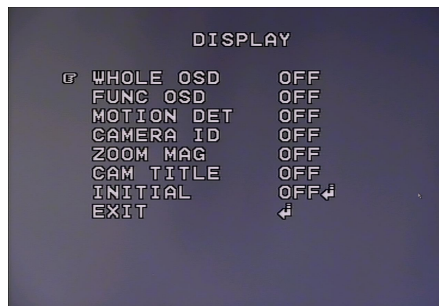 DISPLAY
☞ WHOLE OSD OFF
FUNC OSD OFF
MOTION DET OFF
CAMERA ID OFF
ZOOM MAG OFF
CAM TITLE OFF
INITIAL OFF↲
EXIT ↲